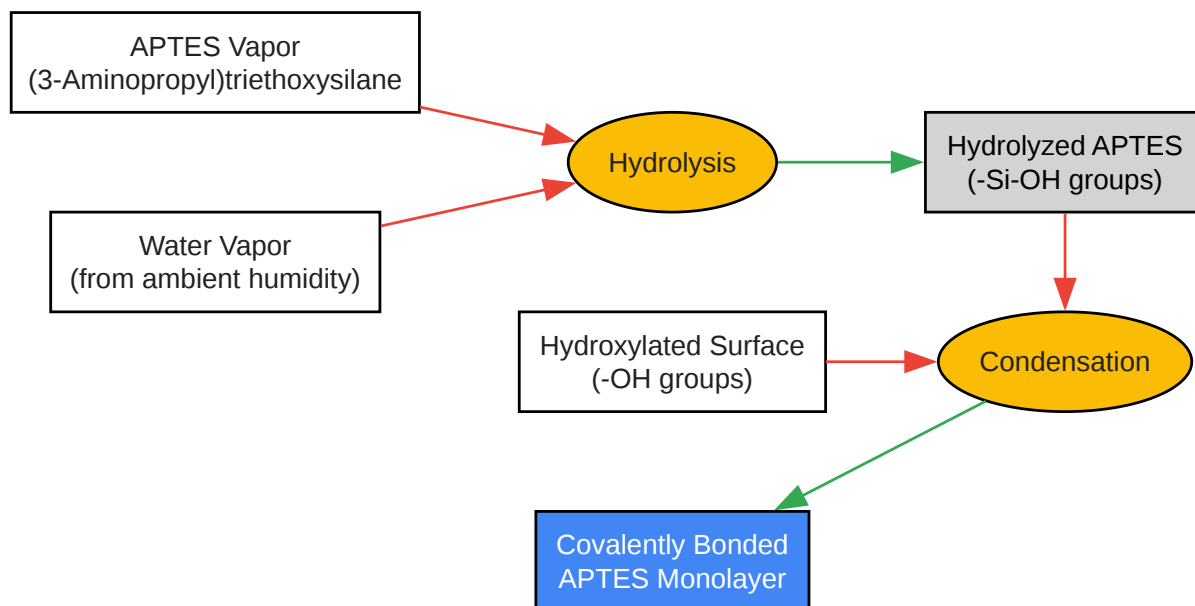 APTES Vapor
(3-Aminopropyl)triethoxysilane
Hydrolysis
Hydrolyzed APTES
(-Si-OH groups)
Water Vapor
(from ambient humidity)
Hydroxylated Surface
(-OH groups)
Condensation
Covalently Bonded
APTES Monolayer